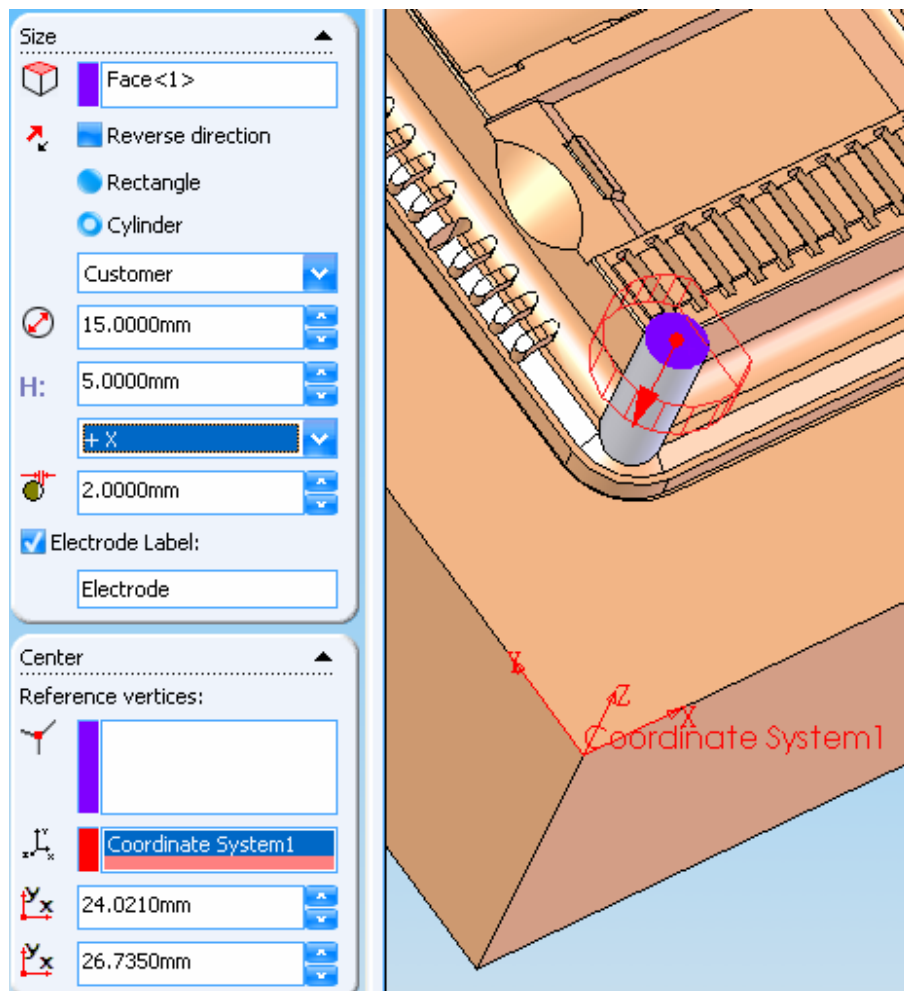 Size
Face<1>
Reverse direction
Rectangle
Cylinder
Customer
15.0000mm
H:
5.0000mm
+ X
2.0000mm
Electrode Label:
Electrode
Center
Reference vertices:
Coordinate System1
24.0210mm
26.7350mm
Y
Z
X
Coordinate System1